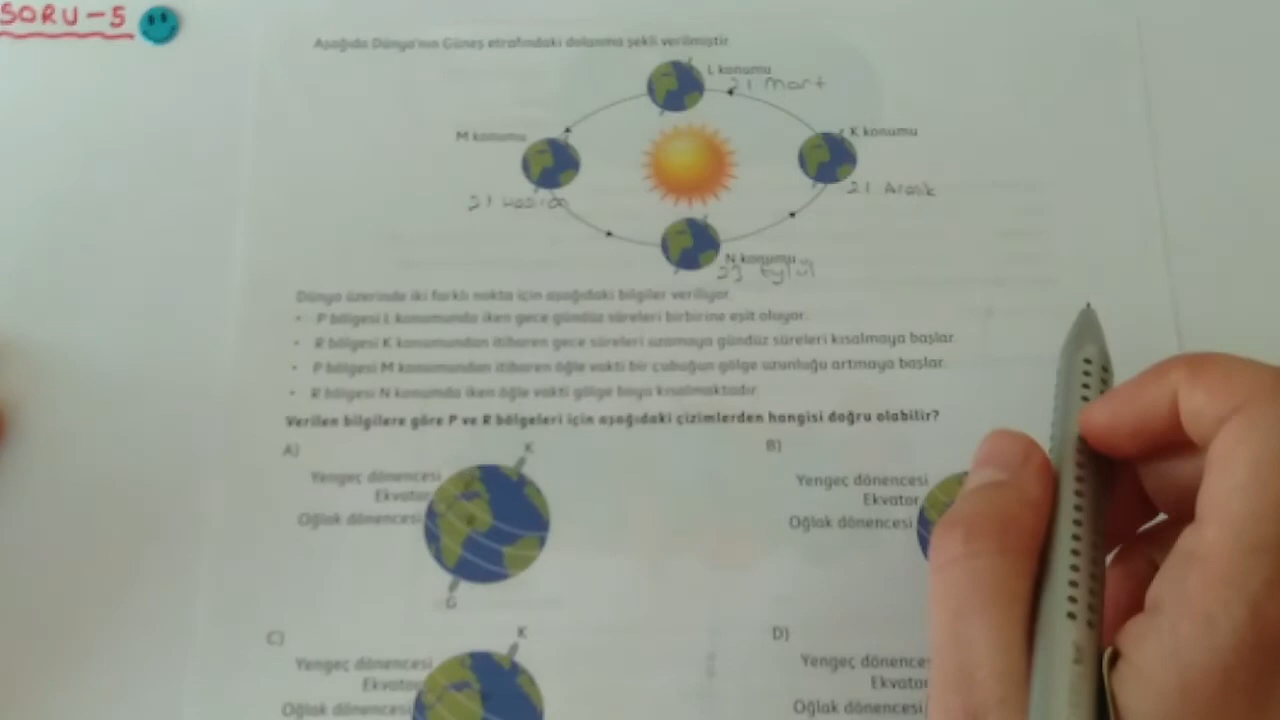 SORU-5
Aşağıda Dünya'nın Güneş etrafındaki dolanma şekli verilmiştir.
L konumu
21 Mart
M konumu
K konumu
21 Haziran
21 Aralık
N konumu
23 Eylül
Dünya üzerinde iki farklı nokta için aşağıdaki bilgiler veriliyor.
• P bölgesi L konumunda iken gece gündüz süreleri birbirine eşit oluyor.
• R bölgesi K konumundan itibaren gece süreleri uzamaya gündüz süreleri kısalmaya başlar.
• P bölgesi M konumundan itibaren öğle vakti bir çubuğun gölge uzunluğu artmaya başlar.
• R bölgesi N konumda iken öğle vakti gölge boyu kısalmaktadır.
Verilen bilgilere göre P ve R bölgeleri için aşağıdaki çizimlerden hangisi doğru olabilir?
A)
K
Yengeç dönencesi
Ekvator
Oğlak dönencesi
G
B)
Yengeç dönencesi
Ekvator
Oğlak dönencesi
C)
K
Yengeç dönencesi
Ekvator
Oğlak dönencesi
D)
Yengeç dönence
Ekvator
Oğlak dönencesi